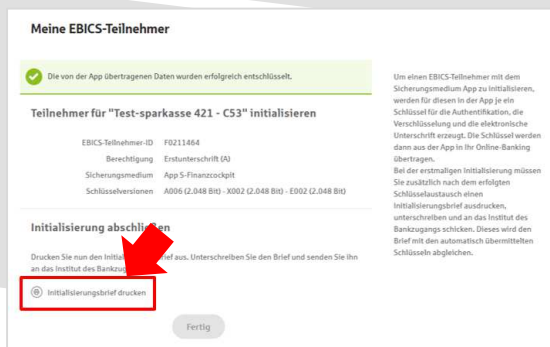 Meine EBICS-Teilnehmer
Die von der App übertragenen Daten wurden erfolgreich entschlüsselt.
Teilnehmer für "Test-sparkasse 421 - C53" initialisieren
EBICS-Teilnehmer-ID F0211464
Berechtigung Erstunterschrift (A)
Sicherungsmedium App S-Finanzcockpit
Schlüsselversionen A006 (2.048 Bit) - X002 (2.048 Bit) - E002 (2.048 Bit)
Initialisierung abschließen
Drucken Sie nun den aus. Unterschreiben Sie den Brief und senden Sie ihn
an das Institut des
Initialisierungsbrief drucken
Fertig
Um einen EBICS-Teilnehmer mit dem
Sicherungsmedium App zu initialisieren,
werden für diesen in der App je ein
Schlüssel für die Authentifikation, die
Verschlüsselung und die elektronische
Unterschrift erzeugt. Die Schlüssel werden
dann aus der App in Ihr Online-Banking
übertragen.
Bei der erstmaligen Initialisierung müssen
Sie zusätzlich nach dem erfolgten
Schlüsselaustausch einen
Initialisierungsbrief ausdrucken,
unterschreiben und an das Institut des
Bankzugangs schicken. Dieses wird den
Brief mit den automatisch übermittelten
Schlüsseln abgleichen.